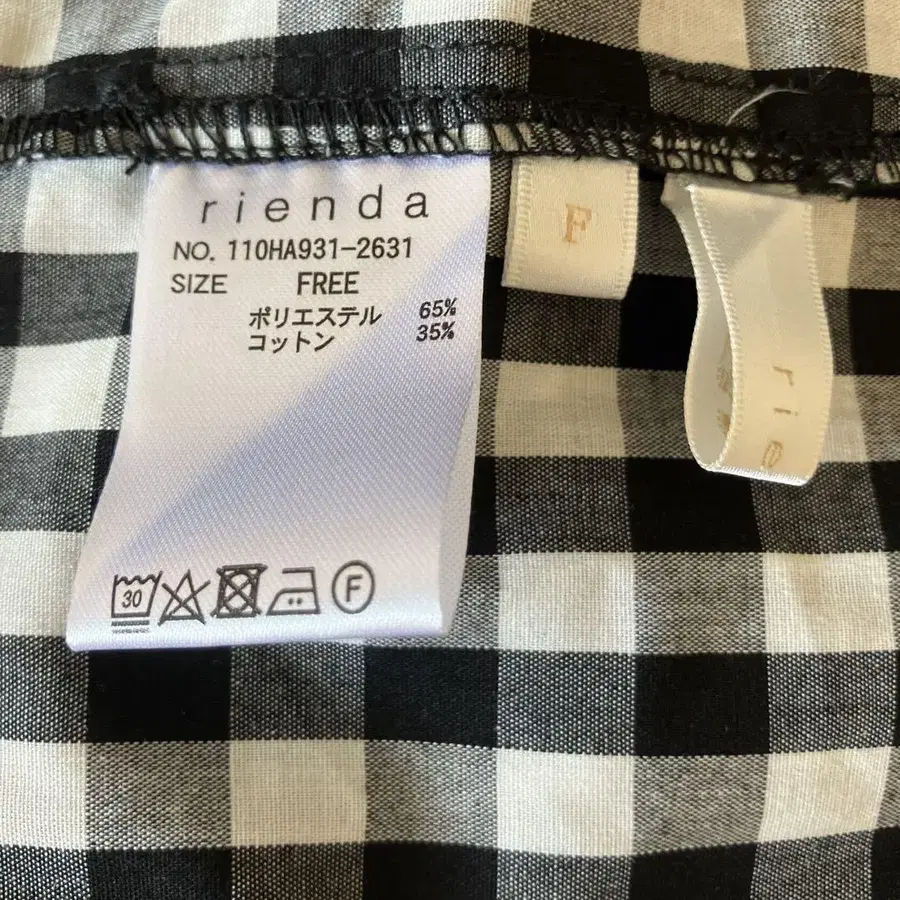 rienda
NO. 110HA931-2631
SIZE FREE
ポリエステル 65%
コットン 35%
30
F
F
rie